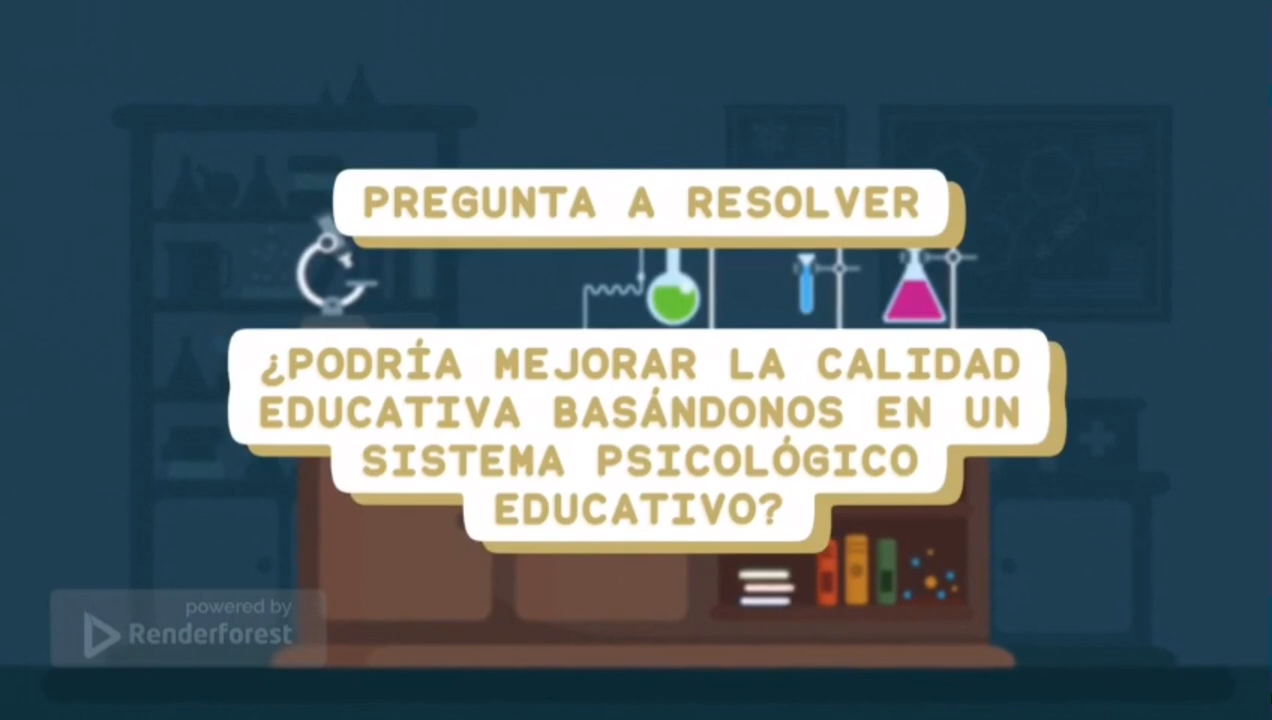 PREGUNTA A RESOLVER
¿PODRÍA MEJORAR LA CALIDAD
EDUCATIVA BASÁNDONOS EN UN
SISTEMA PSICOLÓGICO
EDUCATIVO?
powered by
Renderforest